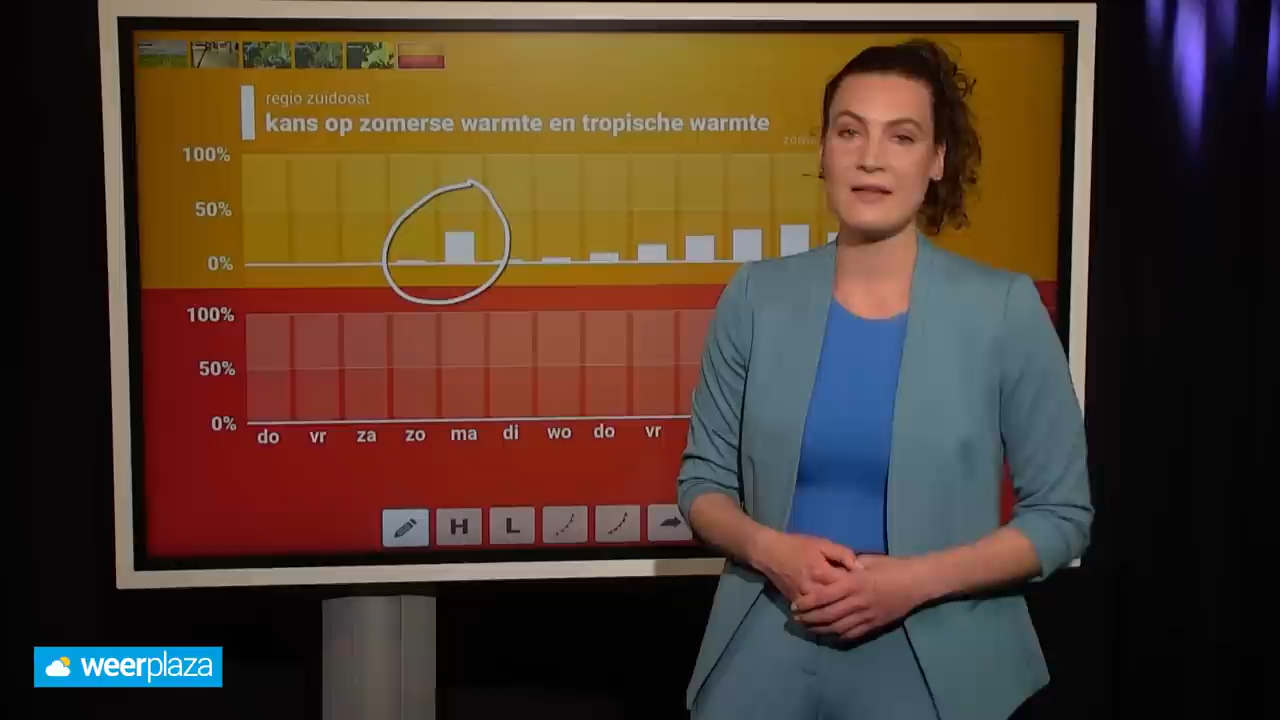 regio zuidoost
kans op zomerse warmte en tropische warmte
100%
50%
0%
100%
50%
0%
do vr za zo ma di wo do vr
H L
weerplaza